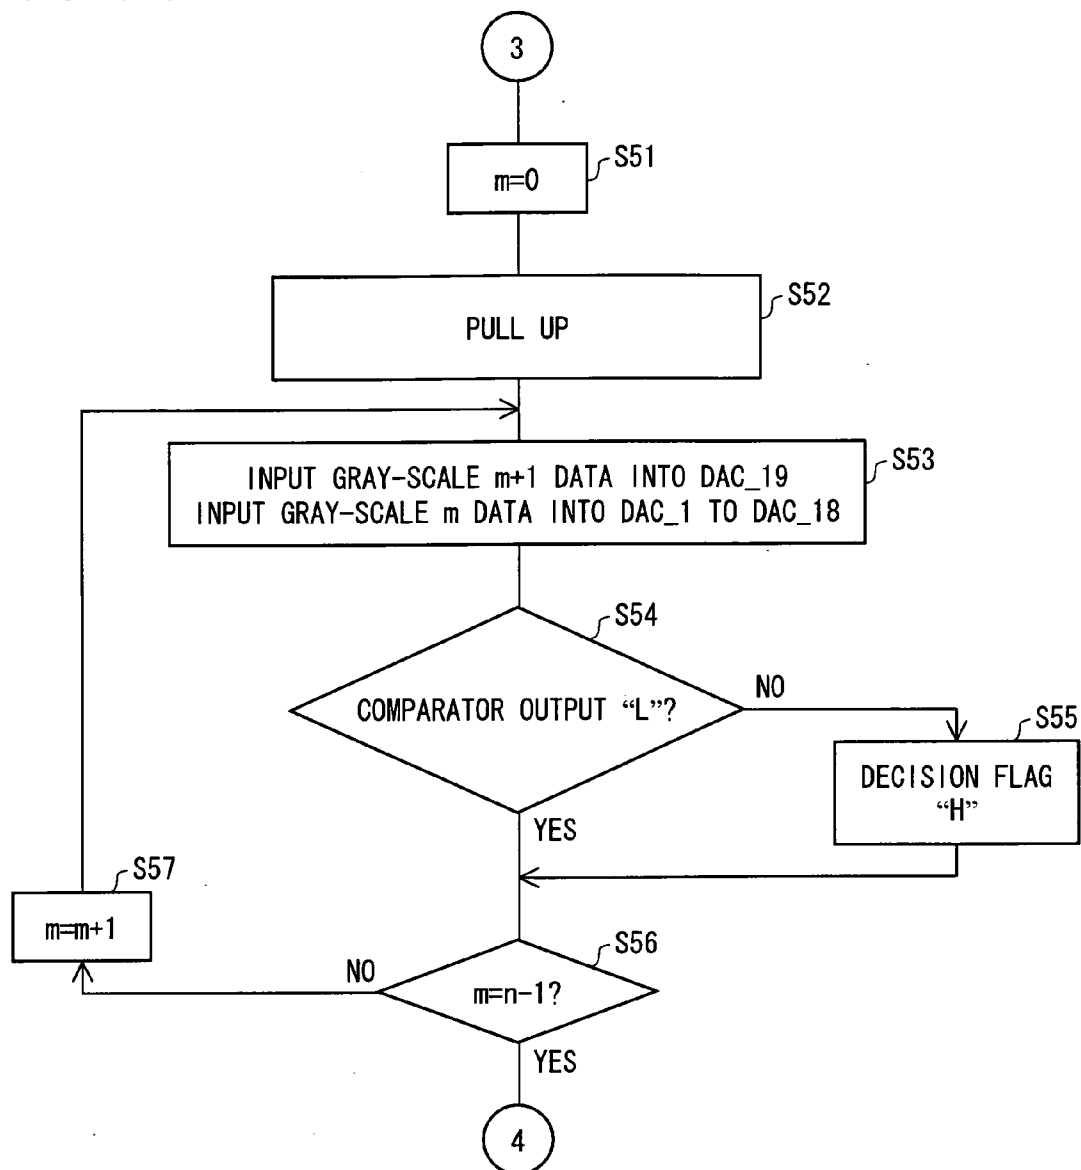 3
S51
m=0
S52
PULL UP
S53
INPUT GRAY-SCALE m+1 DATA INTO DAC_19
INPUT GRAY-SCALE m DATA INTO DAC_1 TO DAC_18
S54
COMPARATOR OUTPUT “L”?
NO
S55
DECISION FLAG
“H”
YES
S57
m=m+1
S56
NO
m=n-1?
YES
4